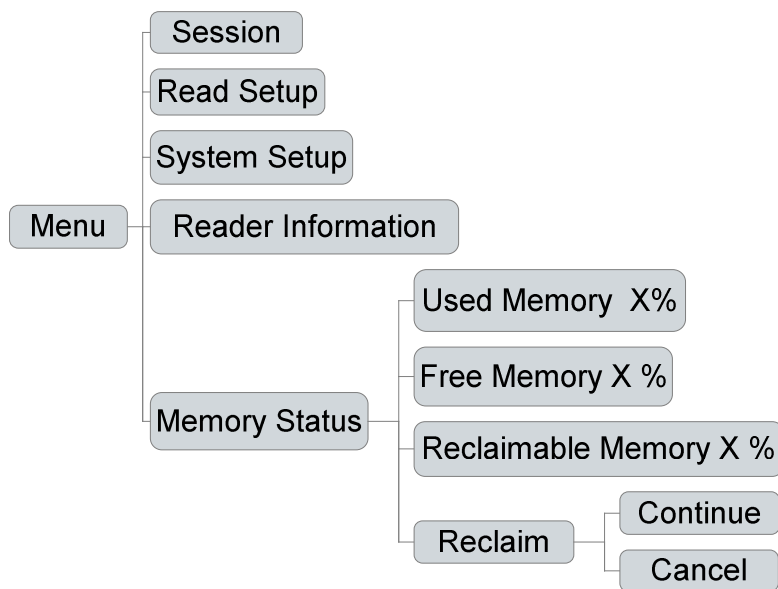 Session
Read Setup
System Setup
Menu
Reader Information
Used Memory X%
Free Memory X %
Memory Status
Reclaimable Memory X %
Reclaim
Continue
Cancel